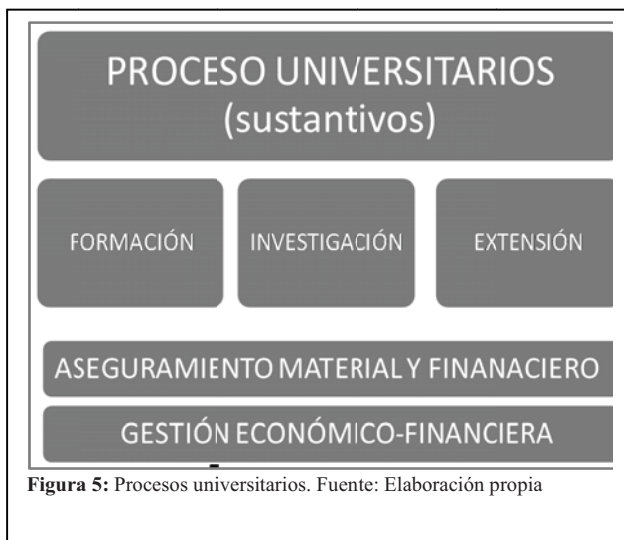 PROCESO UNIVERSITARIOS
(sustantivos)
FORMACIÓN
INVESTIGACIÓN
EXTENSIÓN
ASEGURAMIENTO MATERIAL Y FINANACIERO
GESTIÓN ECONÓMICO-FINANCIERA
Figura 5: Procesos universitarios. Fuente: Elaboración propia